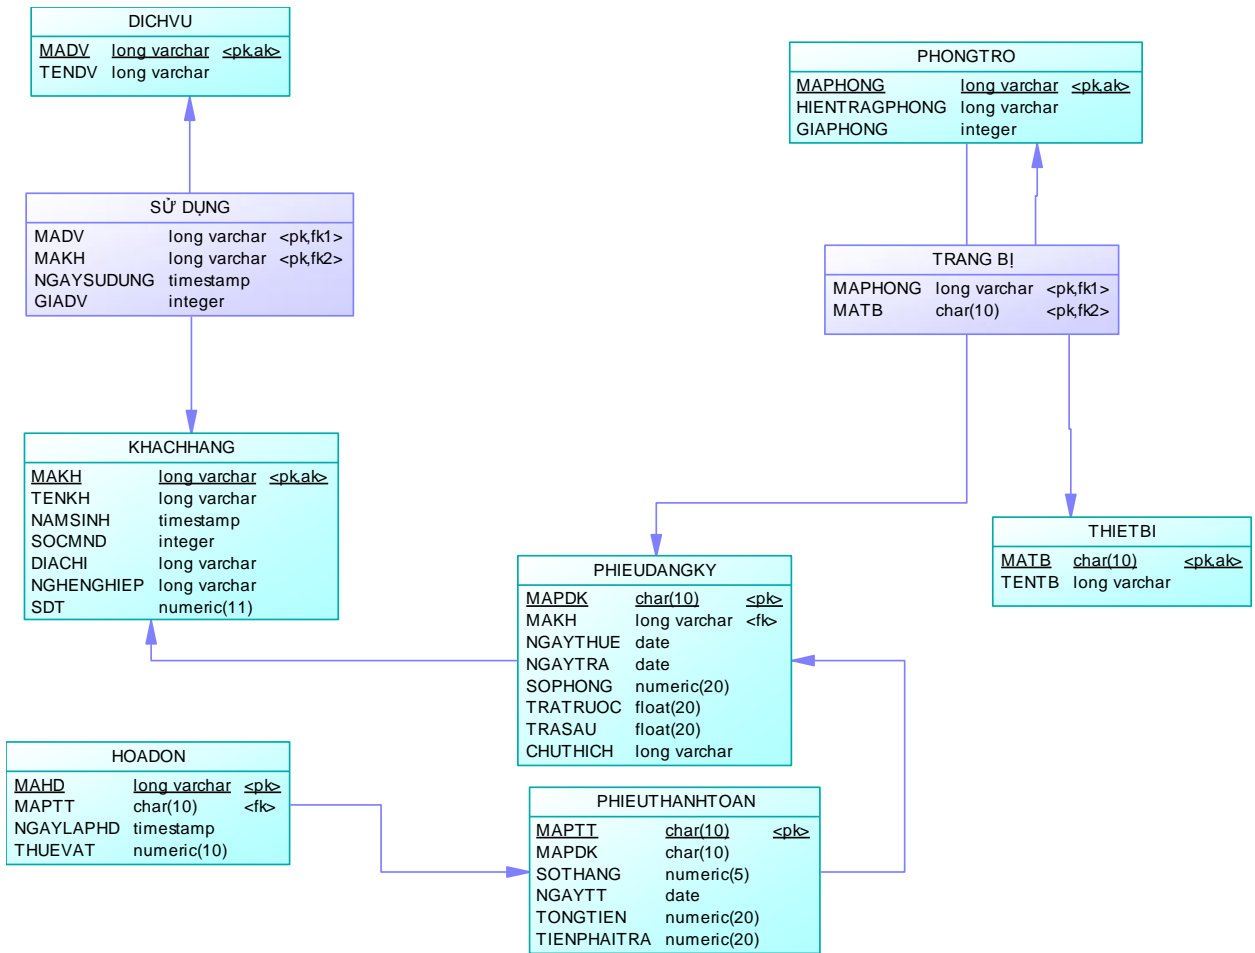 DICHVU
MADV long varchar <pk,ak>
TENDV long varchar
PHONGTRO
MAPHONG long varchar <pk,ak>
HIENTRAGPHONG long varchar
GIAPHONG integer
SỬ DỤNG
MADV long varchar <pk,fk1>
MAKH long varchar <pk,fk2>
NGAYSUDUNG timestamp
GIADV integer
TRANG BỊ
MAPHONG long varchar <pk,fk1>
MATB char(10) <pk,fk2>
KHACHHANG
MAKH long varchar <pk,ak>
TENKH long varchar
NAMSINH timestamp
SOCMND integer
DIACHI long varchar
NGHENGHIEP long varchar
SDT numeric(11)
THIETBI
MATB char(10) <pk,ak>
TENTB long varchar
PHIEUDANGKY
MAPDK char(10) <pk>
MAKH long varchar <fk>
NGAYTHUE date
NGAYTRA date
SOPHONG numeric(20)
TRATRUOC float(20)
TRASAU float(20)
CHUTHICH long varchar
HOADON
MAHD long varchar <pk>
MAPTT char(10) <fk>
NGAYLAPHD timestamp
THUEVAT numeric(10)
PHIEUTHANHTOAN
MAPTT char(10) <pk>
MAPDK char(10)
SOTHANG numeric(5)
NGAYTT date
TONGTIEN numeric(20)
TIENPHAITRA numeric(20)